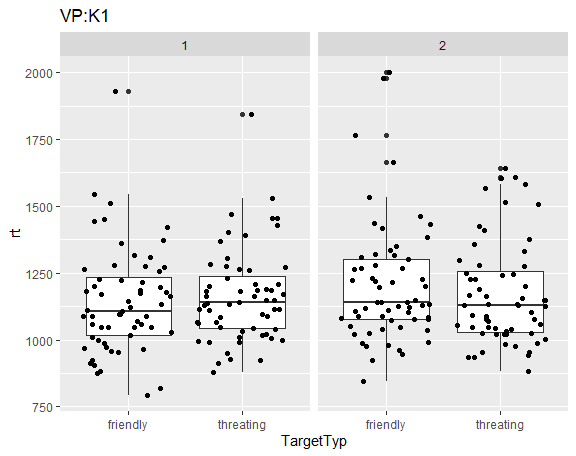 VP:K1
1 2
2000
1750
1500
1250
1000
750
rt
friendly threating friendly threating
TargetTyp